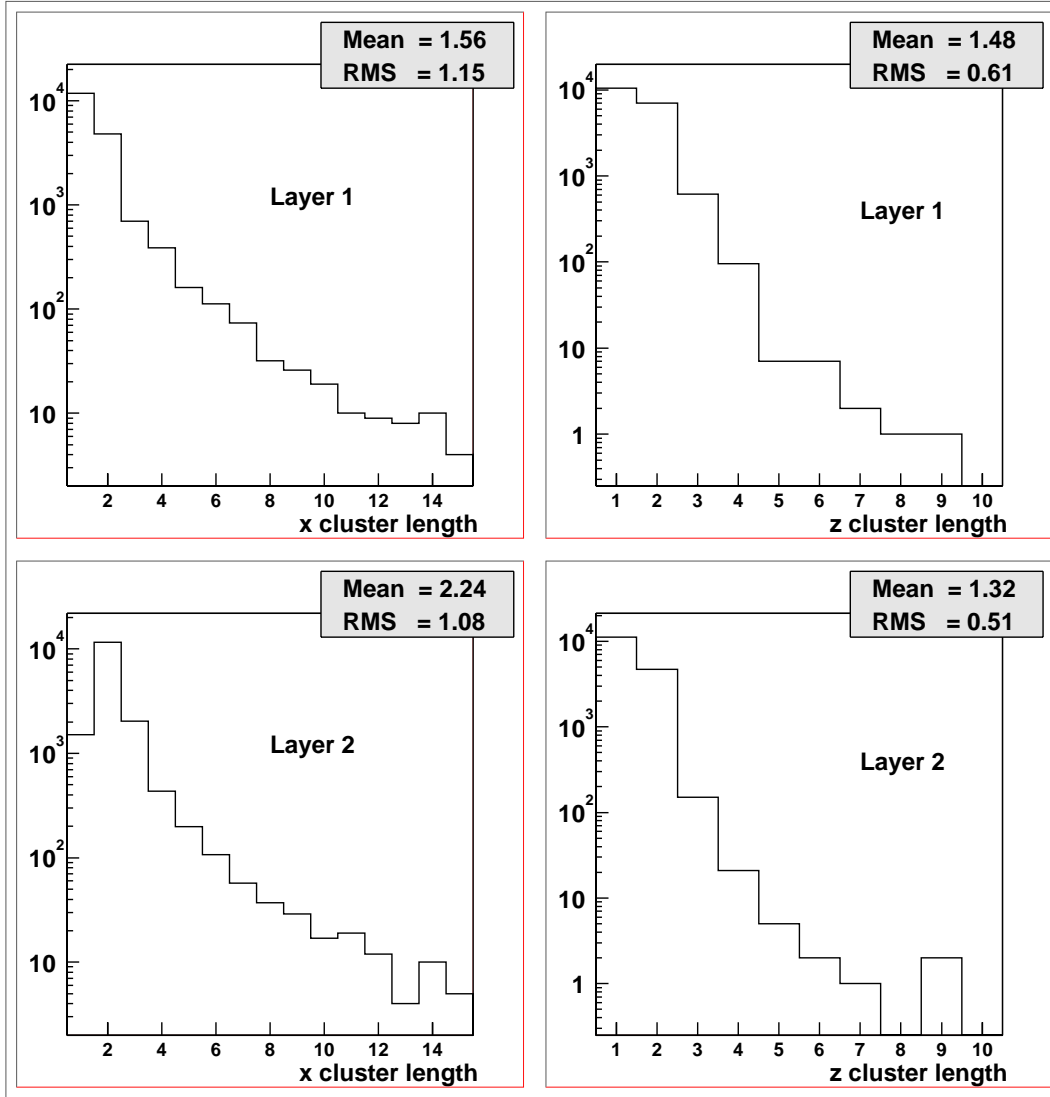 Mean = 1.56
RMS = 1.15
10^4
10^3
10^2
10
Layer 1
2 4 6 8 10 12 14
x cluster length
Mean = 1.48
RMS = 0.61
10^4
10^3
10^2
10
1
Layer 1
1 2 3 4 5 6 7 8 9 10
z cluster length
Mean = 2.24
RMS = 1.08
10^4
10^3
10^2
10
Layer 2
2 4 6 8 10 12 14
x cluster length
Mean = 1.32
RMS = 0.51
10^4
10^3
10^2
10
1
Layer 2
1 2 3 4 5 6 7 8 9 10
z cluster length